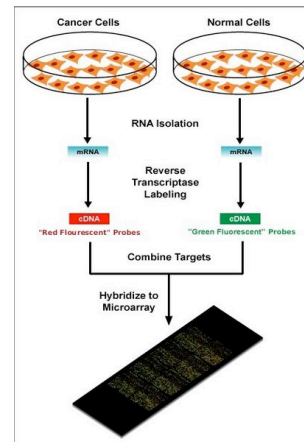 Cancer Cells
Normal Cells
RNA Isolation
mRNA
mRNA
Reverse
Transcriptase
Labeling
cDNA
cDNA
"Red Flourescent" Probes
"Green Fluorescent" Probes
Combine Targets
Hybridize to
Microarray